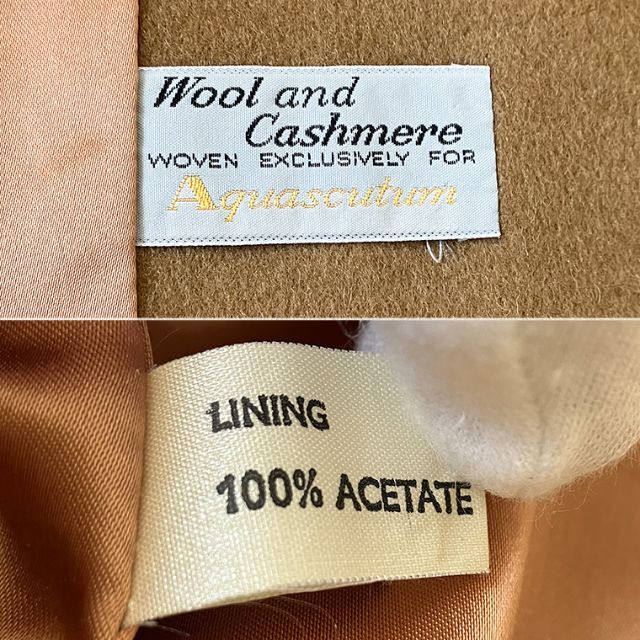 Wool and
Cashmere
WOVEN EXCLUSIVELY FOR
Aquascutum
LINING
100% ACETATE